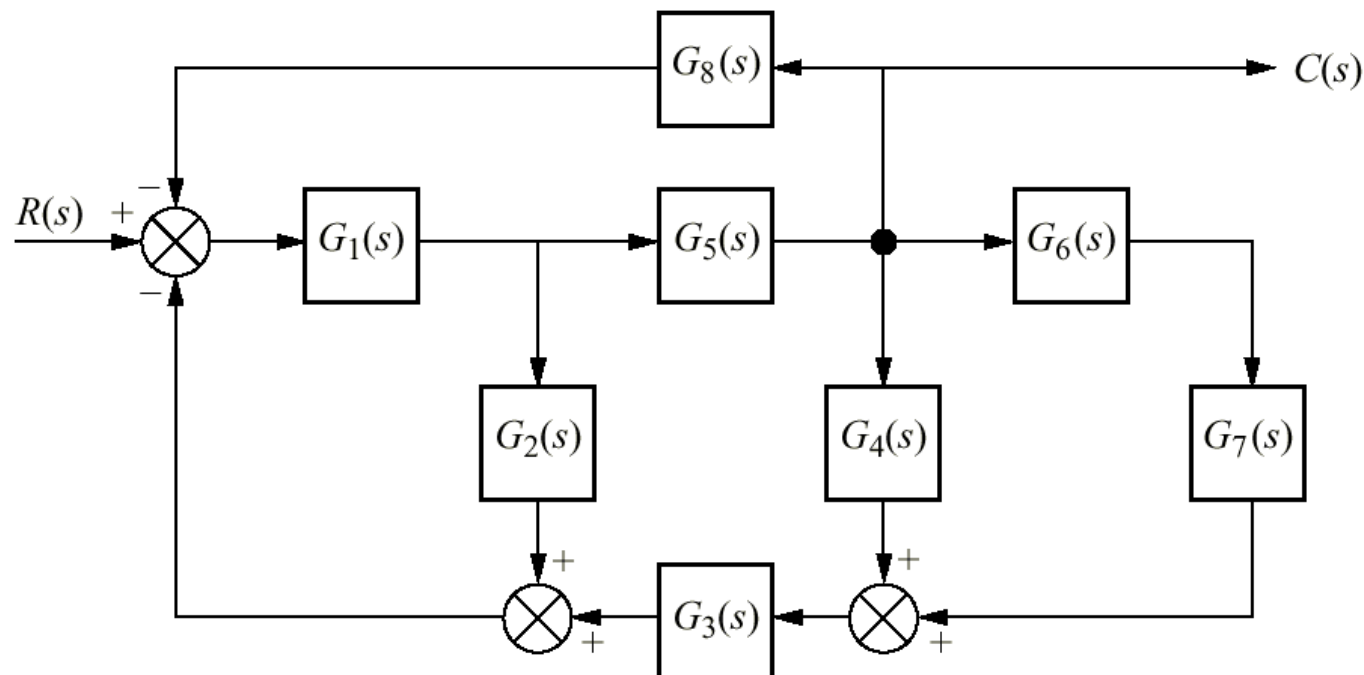 G8(s)
C(s)
−
R(s)
+
G1(s)
G5(s)
G6(s)
−
G2(s)
G4(s)
G7(s)
+
+
G3(s)
+
+